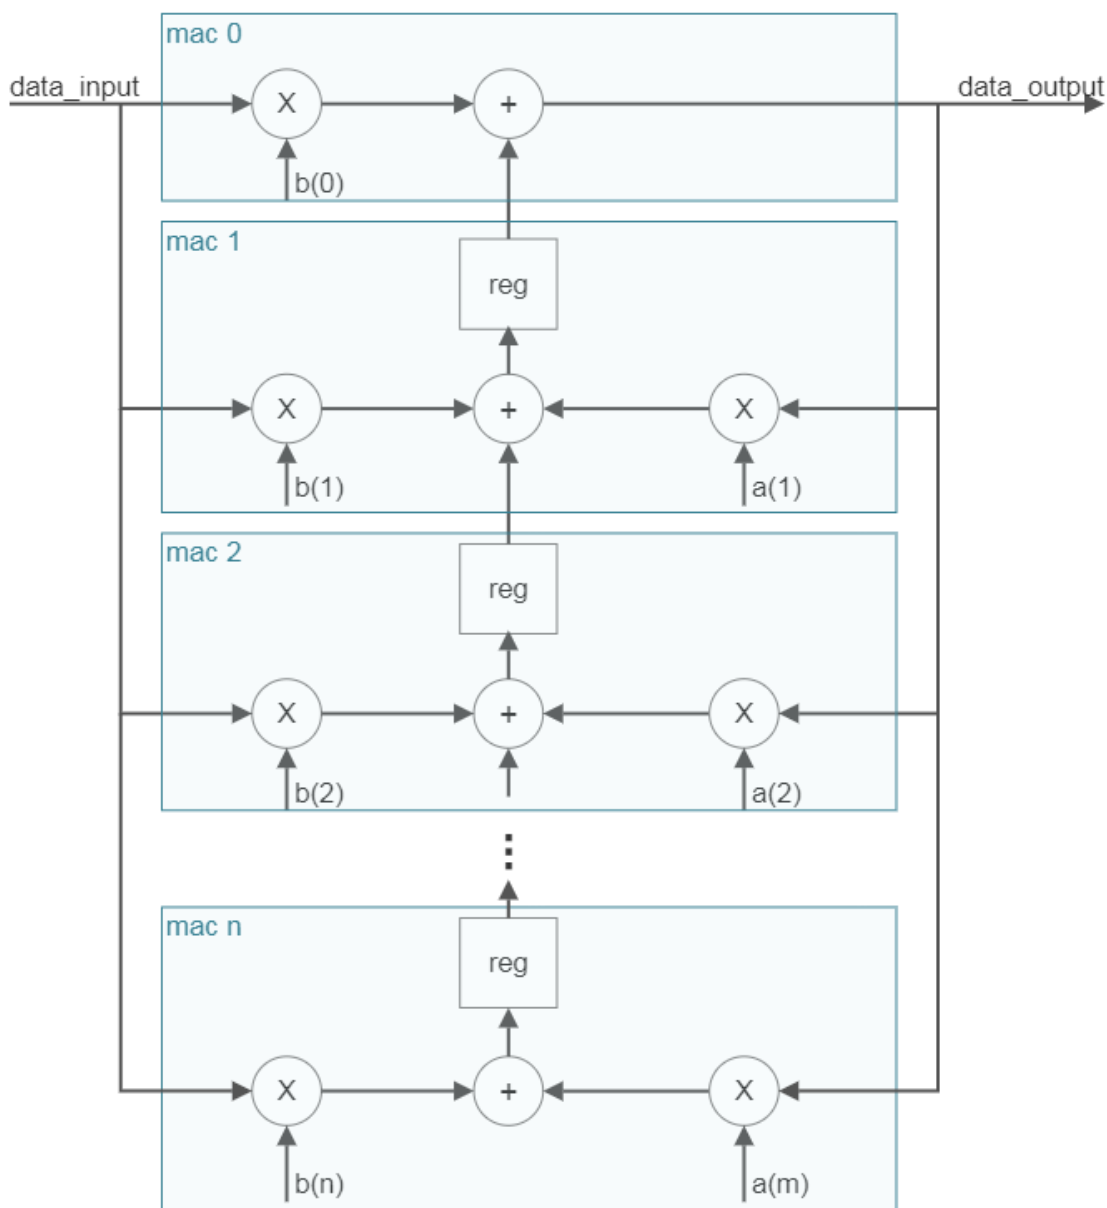 mac 0
data_input
data_output
X
+
b(0)
mac 1
reg
X
+
X
b(1)
a(1)
mac 2
reg
X
+
X
b(2)
a(2)
mac n
reg
X
+
X
b(n)
a(m)